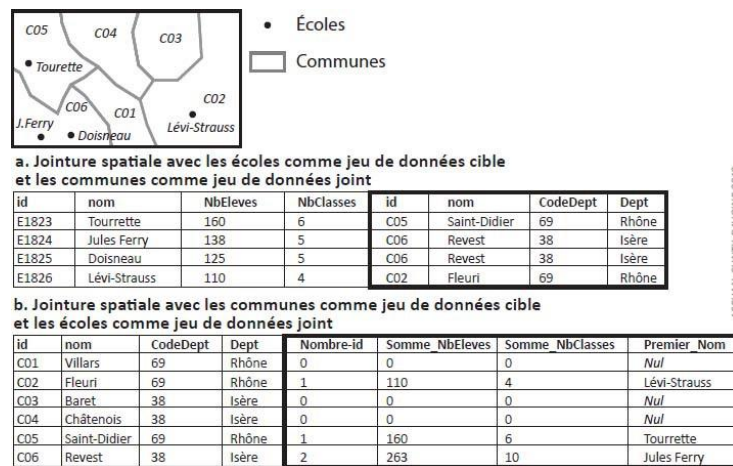 C05
C04
C03
Tourette
C02
C06
C01
J.Ferry
Doisneau
Lévi-Strauss
Écoles
Communes
a. Jointure spatiale avec les écoles comme jeu de données cible
et les communes comme jeu de données joint
id nom NbEleves NbClasses id nom CodeDept Dept
E1823 Tourrette 160 6 C05 Saint-Didier 69 Rhône
E1824 Jules Ferry 138 5 C06 Revest 38 Isère
E1825 Doisneau 125 5 C06 Revest 38 Isère
E1826 Lévi-Strauss 110 4 C02 Fleuri 69 Rhône
b. Jointure spatiale avec les communes comme jeu de données cible
et les écoles comme jeu de données joint
id nom CodeDept Dept Nombre-id Somme_NbEleves Somme_NbClasses Premier_Nom
C01 Villars 69 Rhône 0 0 0 Nul
C02 Fleuri 69 Rhône 1 110 4 Lévi-Strauss
C03 Baret 38 Isère 0 0 0 Nul
C04 Châtenois 38 Isère 0 0 0 Nul
C05 Saint-Didier 69 Rhône 1 160 6 Tourrette
C06 Revest 38 Isère 2 263 10 Jules Ferry